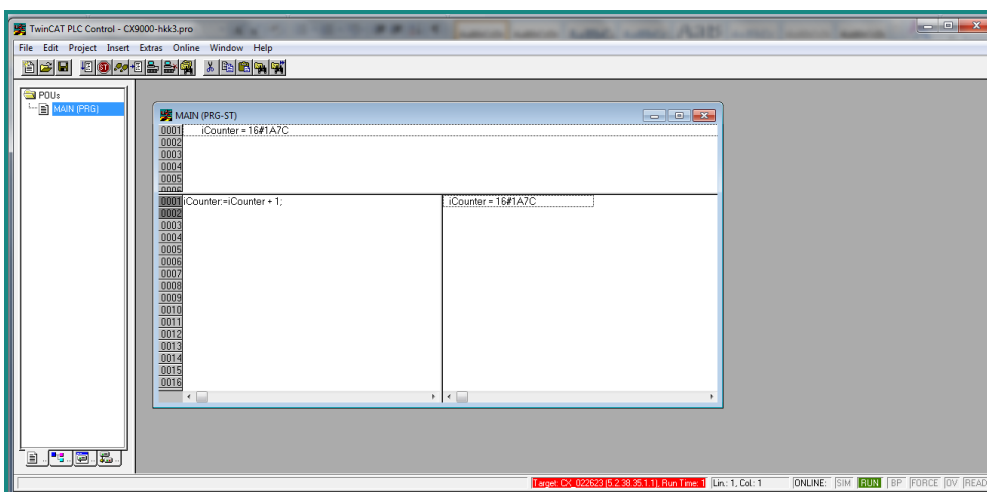 TwinCAT PLC Control - CX9000-hkk3.pro
File Edit Project Insert Extras Online Window Help
POUs
MAIN (PRG)
MAIN (PRG-ST)
0001 iCounter = 16#1A7C
0002
0003
0004
0005
0006
0001 iCounter:=iCounter + 1; iCounter = 16#1A7C
0002
0003
0004
0005
0006
0007
0008
0009
0010
0011
0012
0013
0014
0015
0016
Target: CX_022623 (5.2.38.35.1.1), Run Time: 1 Lin.: 1, Col.: 1 ONLINE: SIM RUN BP FORCE OV READ